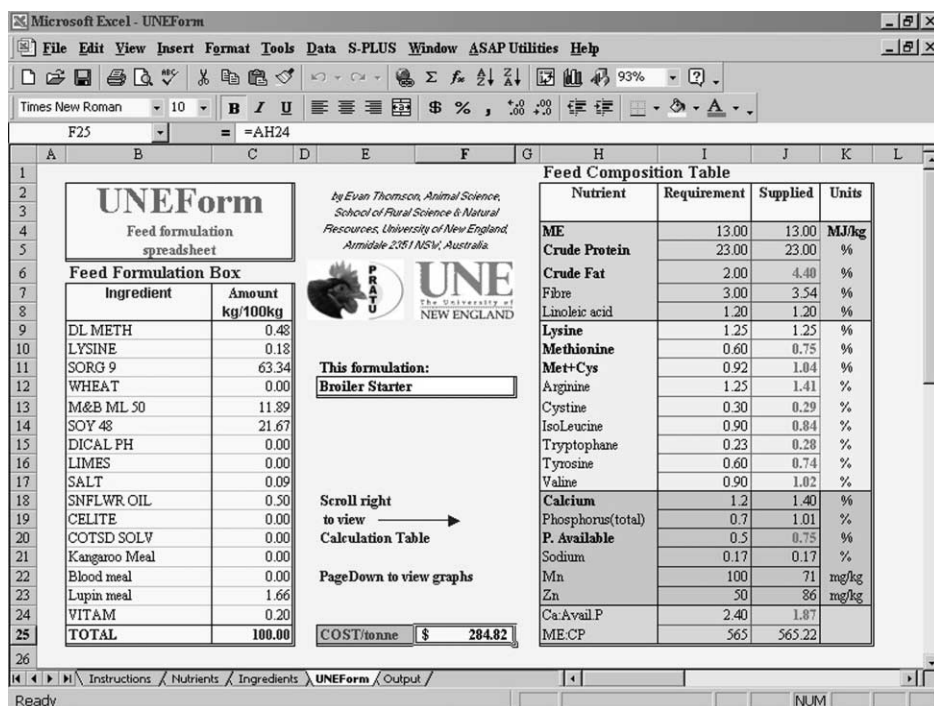 Microsoft Excel - UNEForm
File Edit View Insert Format Tools Data S-PLUS Window ASAP Utilities Help
93%
Times New Roman 10 B I U $ % ,
F25 = =AH24
A B C D E F G H I J K L
1 Feed Composition Table
2 UNEForm by Evan Thomson, Animal Science, Nutrient Requirement Supplied Units
3 School of Rural Science & Natural
4 Feed formulation Resources, University of New England, ME 13.00 13.00 MJ/kg
5 spreadsheet Armidale 2351 NSW, Australia. Crude Protein 23.00 23.00 %
6 Feed Formulation Box Crude Fat 2.00 4.40 %
7 Ingredient Amount PRATU UNE Fibre 3.00 3.54 %
The University of
8 kg/100kg NEW ENGLAND Linoleic acid 1.20 1.20 %
9 DL METH 0.48 Lysine 1.25 1.25 %
10 LYSINE 0.18 Methionine 0.60 0.75 %
11 SORG 9 63.34 This formulation: Met+Cys 0.92 1.04 %
12 WHEAT 0.00 Broiler Starter Arginine 1.25 1.41 %
13 M&B ML 50 11.89 Cystine 0.30 0.29 %
14 SOY 48 21.67 IsoLeucine 0.90 0.84 %
15 DICAL PH 0.00 Tryptophane 0.23 0.28 %
16 LIMES 0.00 Tyrosine 0.60 0.74 %
17 SALT 0.09 Valine 0.90 1.02 %
18 SNFLWR OIL 0.50 Scroll right Calcium 1.2 1.40 %
19 CELITE 0.00 to view Phosphorus(total) 0.7 1.01 %
20 COTSD SOLV 0.00 Calculation Table P. Available 0.5 0.75 %
21 Kangaroo Meal 0.00 Sodium 0.17 0.17 %
22 Blood meal 0.00 PageDown to view graphs Mn 100 71 mg/kg
23 Lupin meal 1.66 Zn 50 86 mg/kg
24 VITAM 0.20 Ca:Avail.P 2.40 1.87
25 TOTAL 100.00 COST/tonne $ 284.82 ME:CP 565 565.22
26
Instructions / Nutrients / Ingredients / UNEForm / Output /
Ready NUM